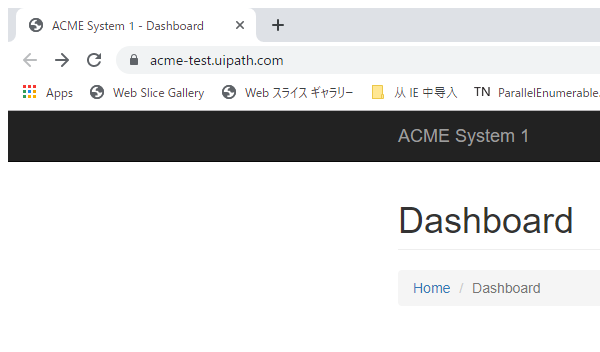 ACME System 1 - Dashboard
acme-test.uipath.com
Apps Web Slice Gallery Web スライス ギャラリー 从 IE 中导入 TN ParallelEnumerable.
ACME System 1
Dashboard
Home / Dashboard